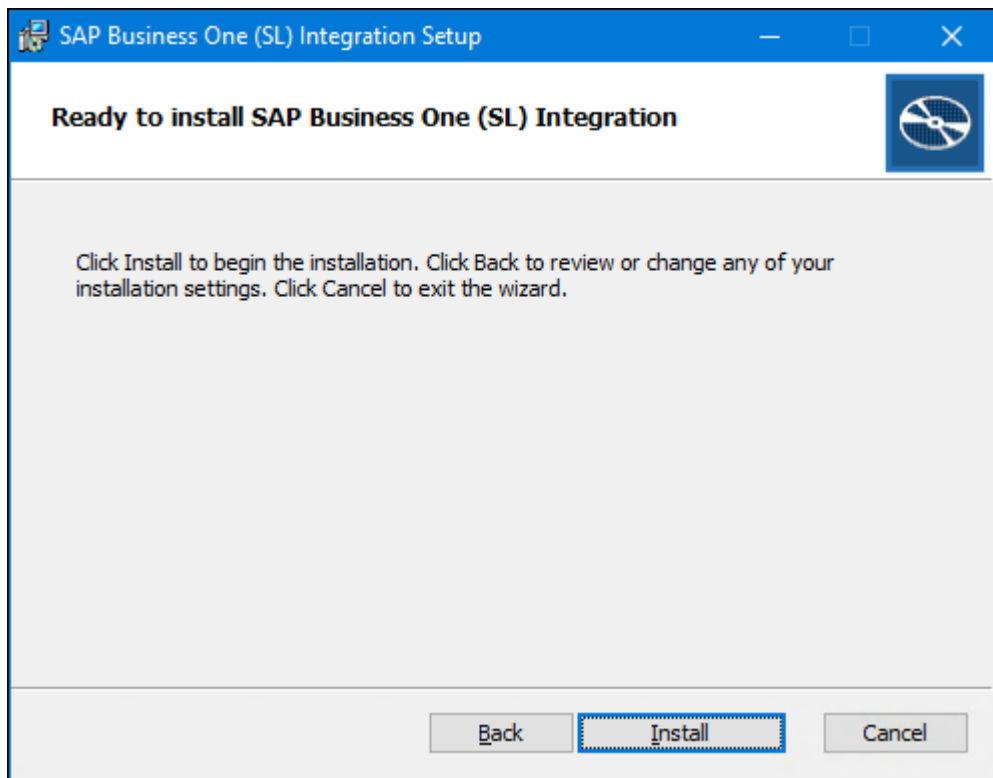 SAP Business One (SL) Integration Setup
Ready to install SAP Business One (SL) Integration
Click Install to begin the installation. Click Back to review or change any of your
installation settings. Click Cancel to exit the wizard.
Back Install Cancel